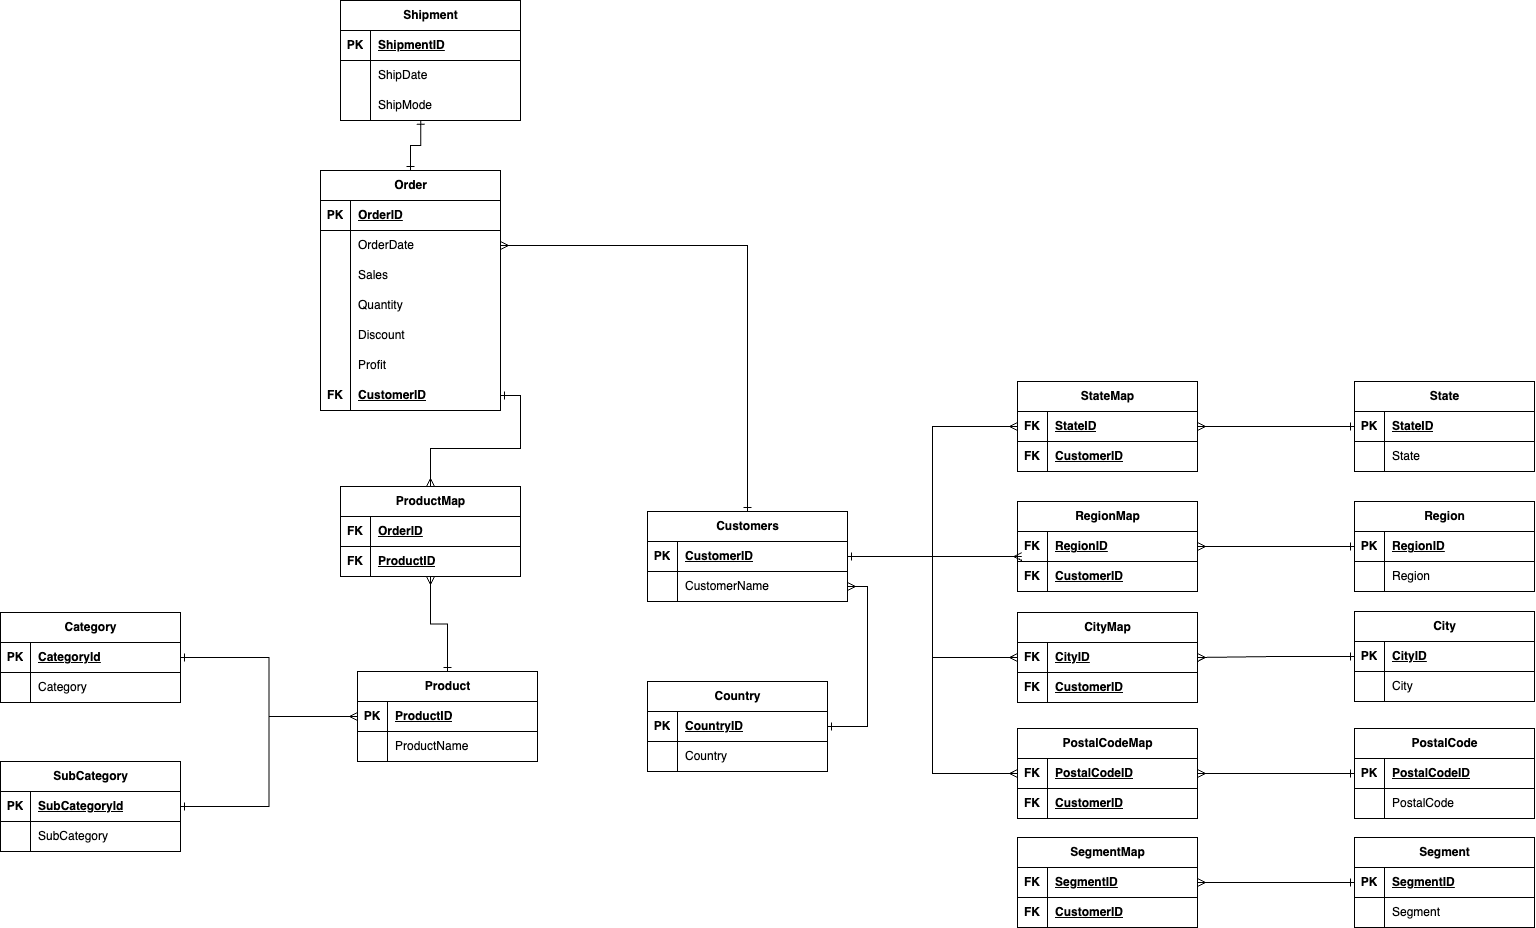 Shipment
PK ShipmentID
ShipDate
ShipMode
Order
PK OrderID
OrderDate
Sales
Quantity
Discount
Profit
FK CustomerID
ProductMap
FK OrderID
FK ProductID
Category
PK CategoryId
Category
SubCategory
PK SubCategoryId
SubCategory
Product
PK ProductID
ProductName
Customers
PK CustomerID
CustomerName
Country
PK CountryID
Country
StateMap
FK StateID
FK CustomerID
State
PK StateID
State
RegionMap
FK RegionID
FK CustomerID
Region
PK RegionID
Region
CityMap
FK CityID
FK CustomerID
City
PK CityID
City
PostalCodeMap
FK PostalCodeID
FK CustomerID
PostalCode
PK PostalCodeID
PostalCode
SegmentMap
FK SegmentID
FK CustomerID
Segment
PK SegmentID
Segment